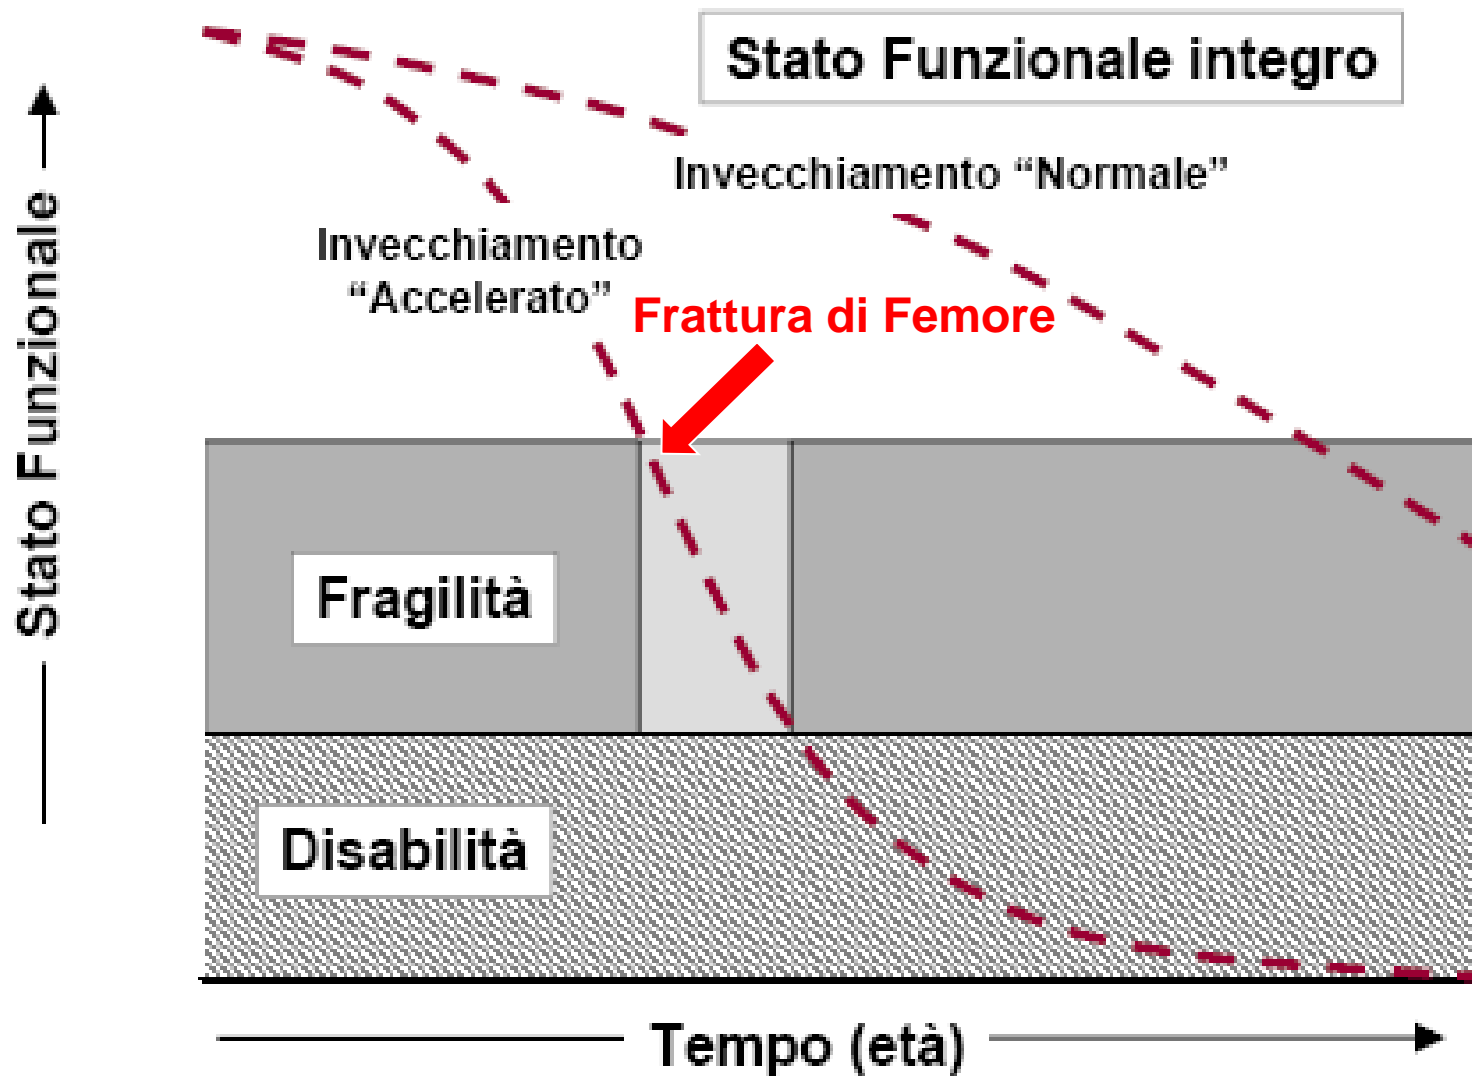 Stato Funzionale integro
Invecchiamento “Normale”
Invecchiamento
“Accelerato”
Frattura di Femore
Stato Funzionale
Fragilità
Disabilità
Tempo (età)